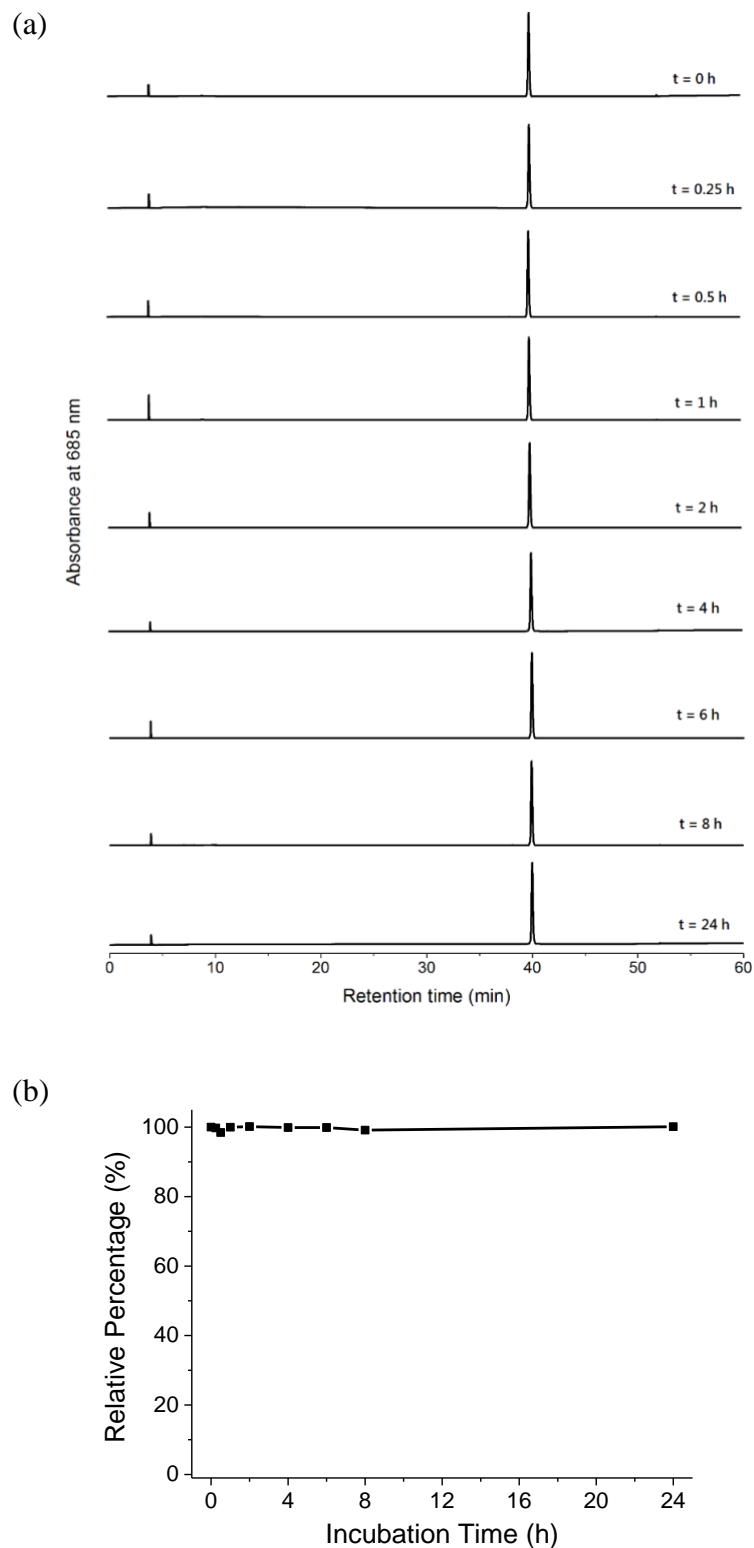 (a)
t = 0 h
t = 0.25 h
t = 0.5 h
t = 1 h
t = 2 h
t = 4 h
t = 6 h
t = 8 h
t = 24 h
Absorbance at 685 nm
0 10 20 30 40 50 60
Retention time (min)
(b)
100
80
60
40
20
0
Relative Percentage (%)
0 4 8 12 16 20 24
Incubation Time (h)